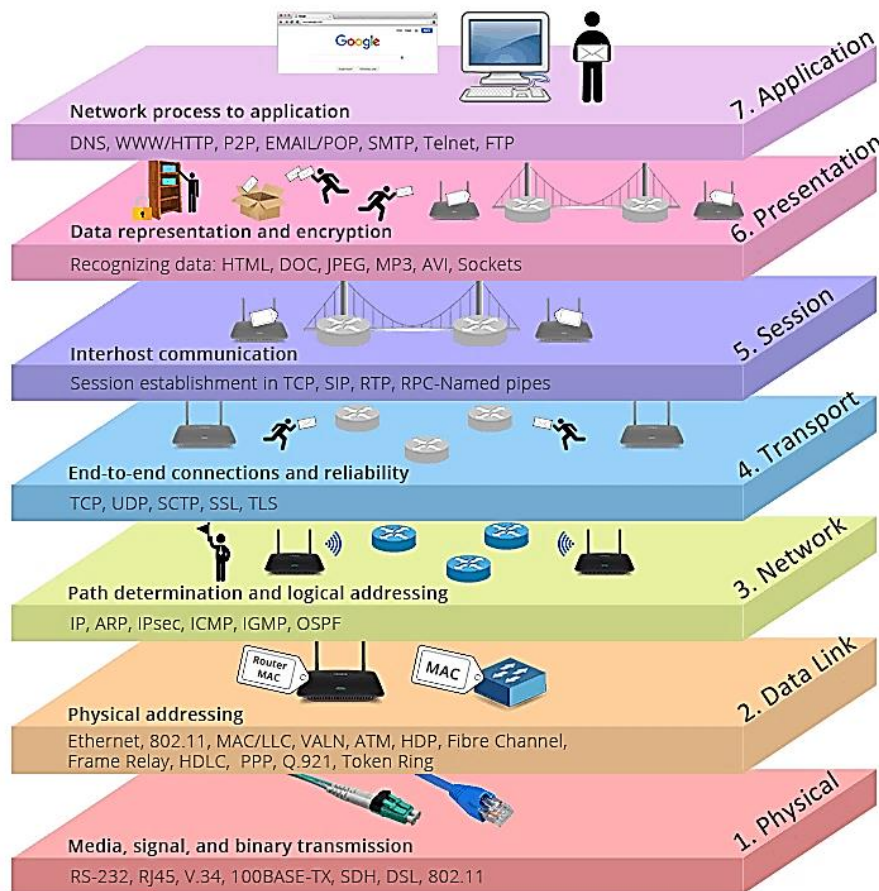 Google
7. Application
Network process to application
DNS, WWW/HTTP, P2P, EMAIL/POP, SMTP, Telnet, FTP
6. Presentation
Data representation and encryption
Recognizing data: HTML, DOC, JPEG, MP3, AVI, Sockets
5. Session
Interhost communication
Session establishment in TCP, SIP, RTP, RPC-Named pipes
4. Transport
End-to-end connections and reliability
TCP, UDP, SCTP, SSL, TLS
3. Network
Path determination and logical addressing
IP, ARP, IPsec, ICMP, IGMP, OSPF
Router
MAC
MAC
2. Data Link
Physical addressing
Ethernet, 802.11, MAC/LLC, VALN, ATM, HDP, Fibre Channel,
Frame Relay, HDLC, PPP, Q.921, Token Ring
1. Physical
Media, signal, and binary transmission
RS-232, RJ45, V.34, 100BASE-TX, SDH, DSL, 802.11